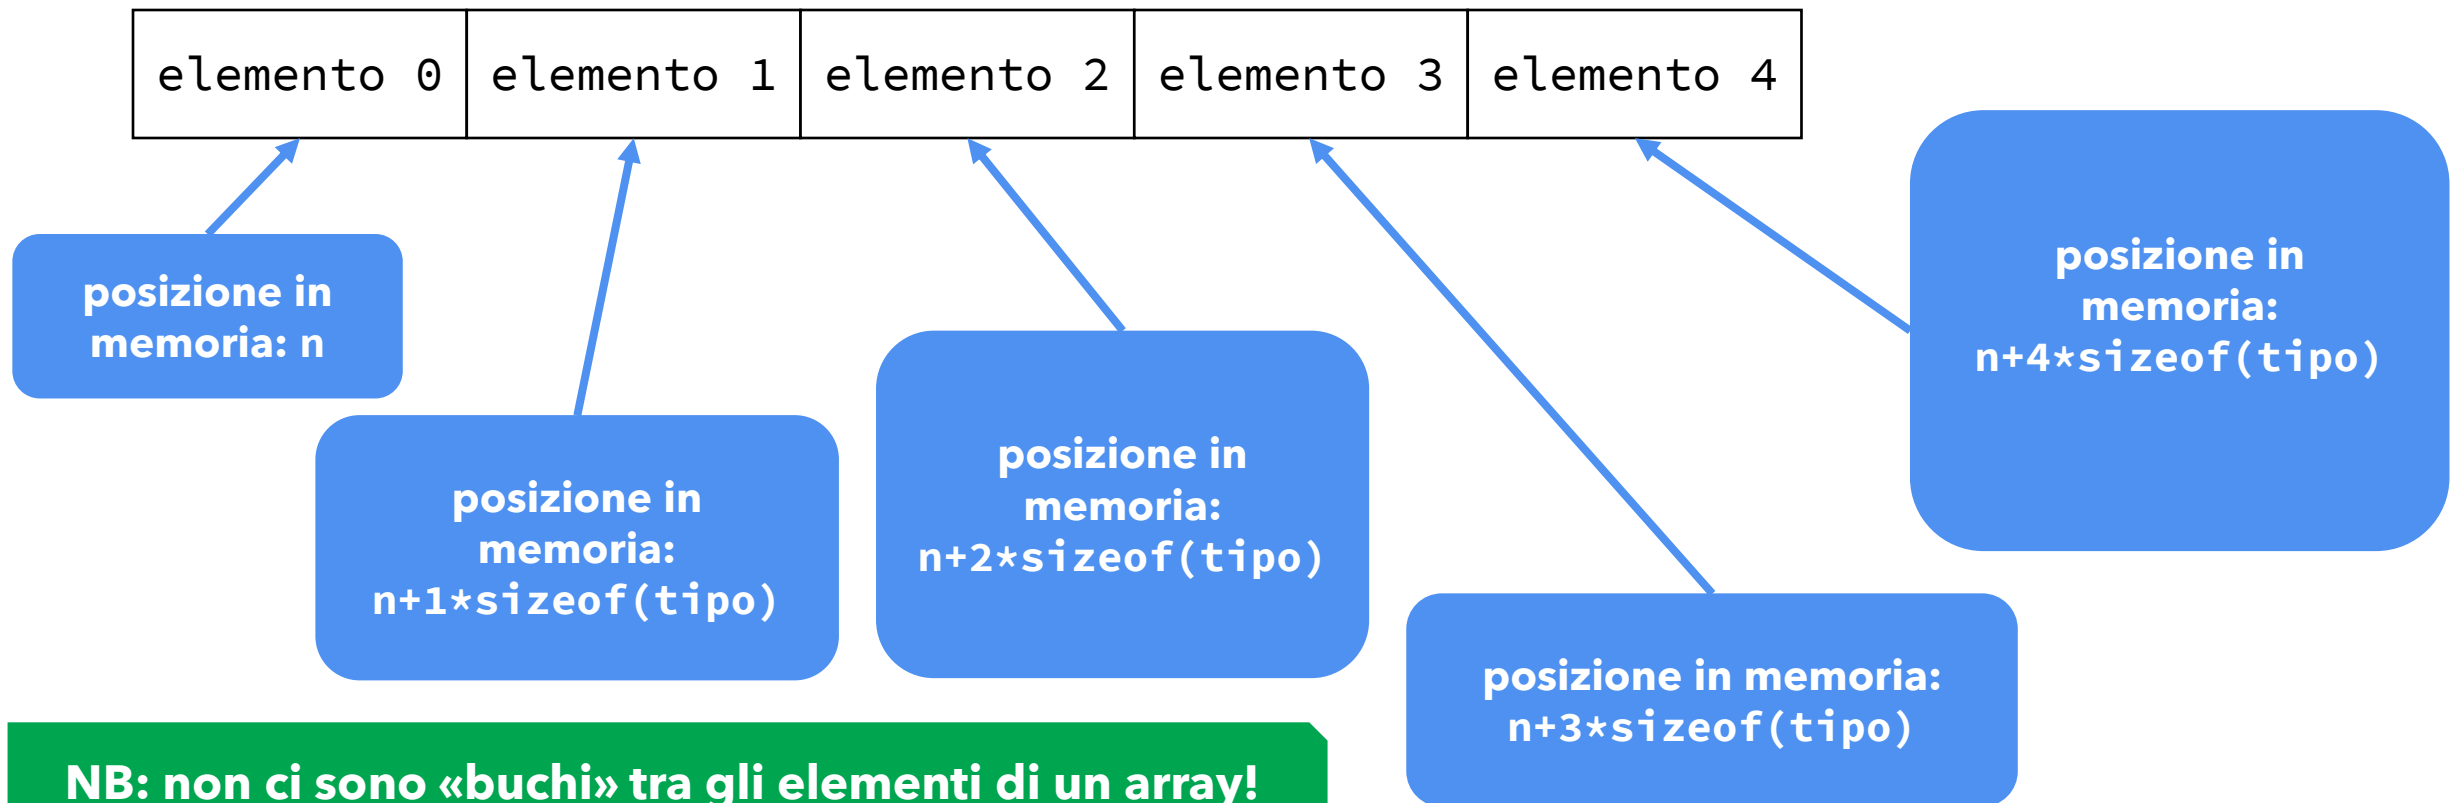 elemento 0 elemento 1 elemento 2 elemento 3 elemento 4
posizione in
memoria: n
posizione in
memoria:
n+1*sizeof(tipo)
posizione in
memoria:
n+2*sizeof(tipo)
posizione in memoria:
n+3*sizeof(tipo)
posizione in
memoria:
n+4*sizeof(tipo)
NB: non ci sono «buchi» tra gli elementi di un array!